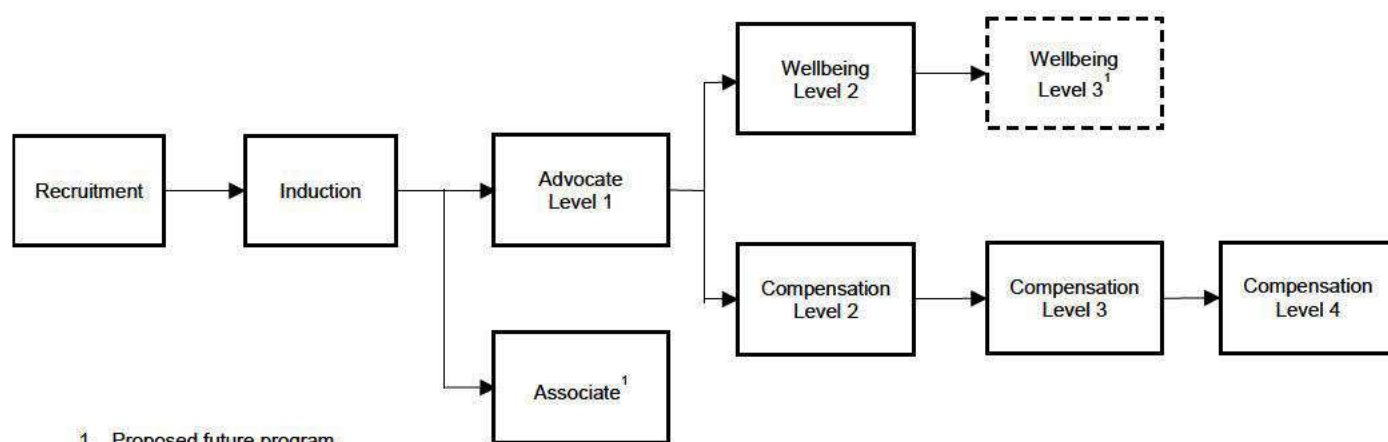 Recruitment
Induction
Advocate
Level 1
Associate¹
Wellbeing
Level 2
Wellbeing
Level 3¹
Compensation
Level 2
Compensation
Level 3
Compensation
Level 4
1 Proposed future program